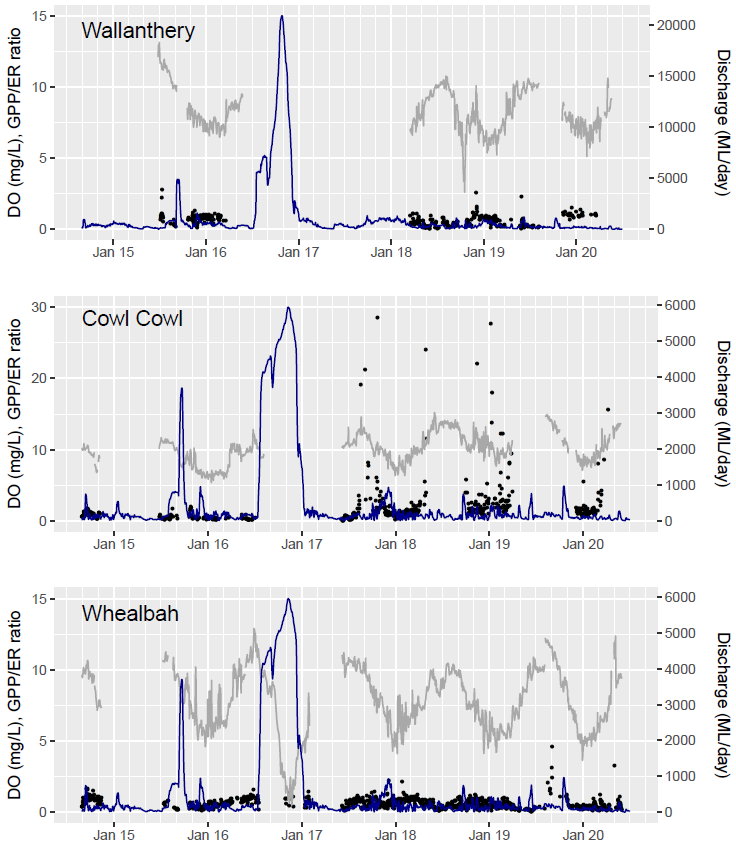 Wallanthery
DO (mg/L), GPP/ER ratio
15
10
5
0
20000
15000
10000
5000
0
Discharge (ML/day)
Jan 15 Jan 16 Jan 17 Jan 18 Jan 19 Jan 20
Cowl Cowl
DO (mg/L), GPP/ER ratio
30
20
10
0
6000
5000
4000
3000
2000
1000
0
Discharge (ML/day)
Jan 15 Jan 16 Jan 17 Jan 18 Jan 19 Jan 20
Whealbah
DO (mg/L), GPP/ER ratio
15
10
5
0
6000
5000
4000
3000
2000
1000
0
Discharge (ML/day)
Jan 15 Jan 16 Jan 17 Jan 18 Jan 19 Jan 20